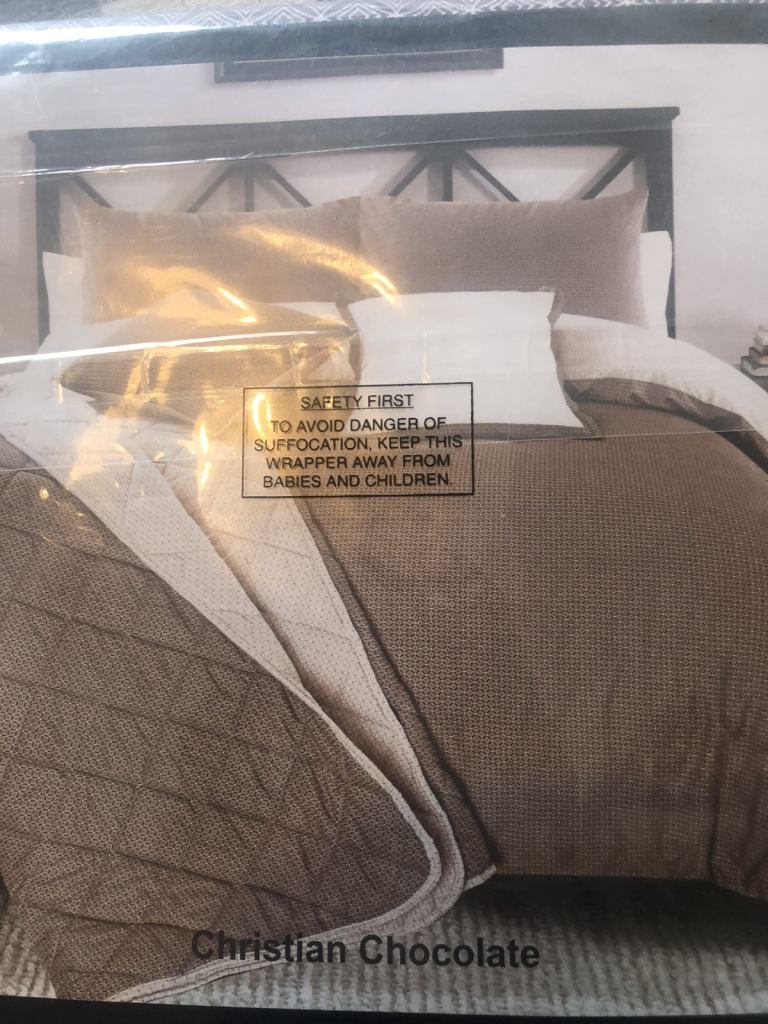 SAFETY FIRST
TO AVOID DANGER OF
SUFFOCATION, KEEP THIS
WRAPPER AWAY FROM
BABIES AND CHILDREN.
Christian Chocolate